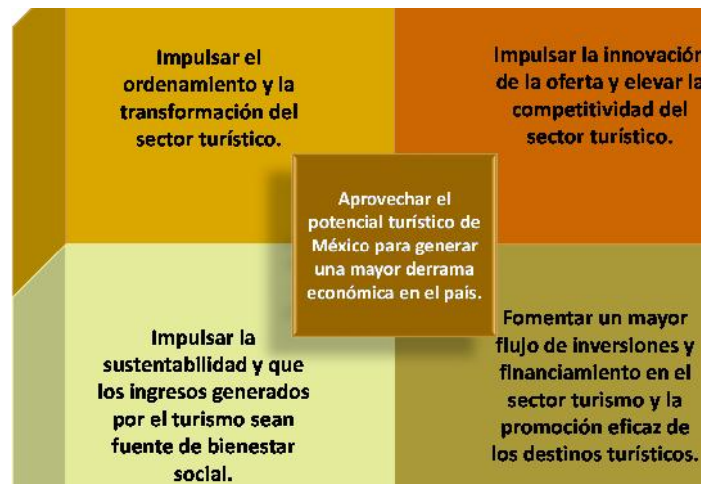 Impulsar el
ordenamiento y la
transformación del
sector turístico.
Impulsar la innovación
de la oferta y elevar la
competitividad del
sector turístico.
Aprovechar el
potencial turístico de
México para generar
una mayor derrama
económica en el país.
Impulsar la
sustentabilidad y que
los ingresos generados
por el turismo sean
fuente de bienestar
social.
Fomentar un mayor
flujo de inversiones y
financiamiento en el
sector turismo y la
promoción eficaz de
los destinos turísticos.